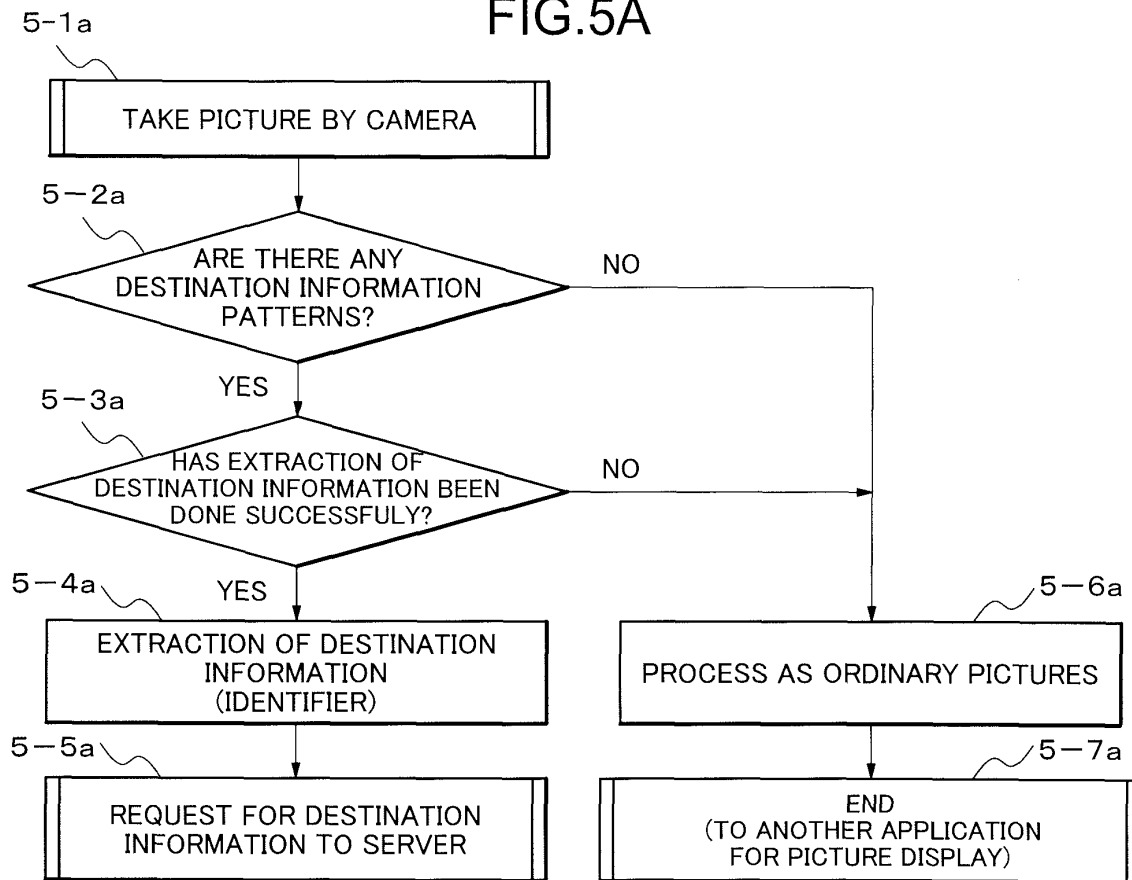 FIG.5A
5-1a
TAKE PICTURE BY CAMERA
5-2a
ARE THERE ANY
DESTINATION INFORMATION
PATTERNS?
NO
YES
5-3a
HAS EXTRACTION OF
DESTINATION INFORMATION BEEN
DONE SUCCESSFULY?
NO
YES
5-4a
EXTRACTION OF DESTINATION
INFORMATION
(IDENTIFIER)
5-6a
PROCESS AS ORDINARY PICTURES
5-5a
REQUEST FOR DESTINATION
INFORMATION TO SERVER
5-7a
END
(TO ANOTHER APPLICATION
FOR PICTURE DISPLAY)